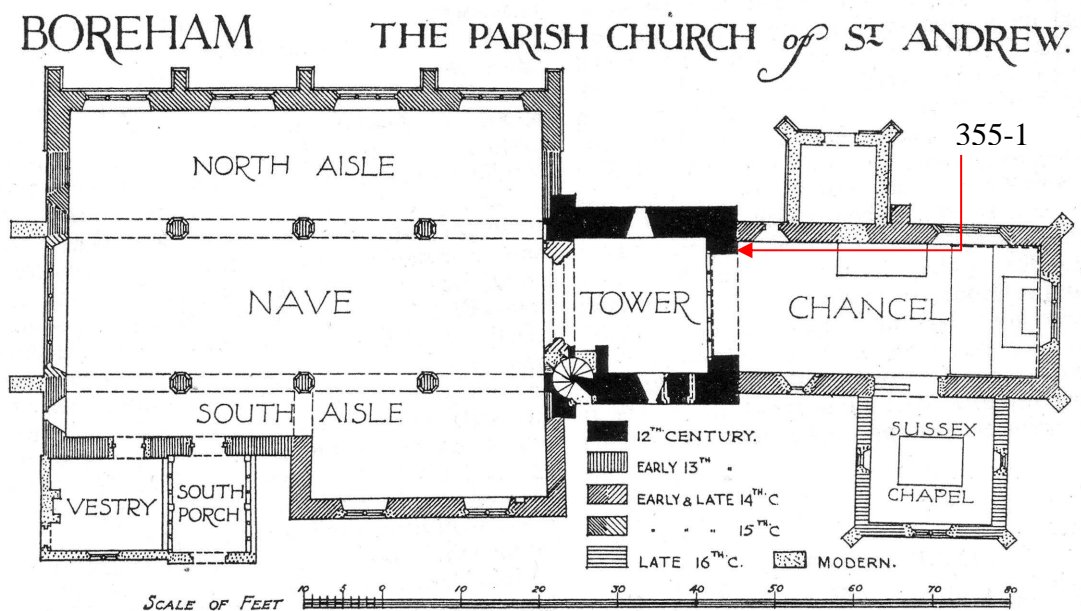 BOREHAM THE PARISH CHURCH of ST ANDREW.
355-1
NORTH AISLE
NAVE
TOWER
CHANCEL
SOUTH AISLE
VESTRY
SOUTH
PORCH
SUSSEX
CHAPEL
12TH CENTURY.
EARLY 13TH "
EARLY & LATE 14TH C
" " " 15TH C
LATE 16TH C. MODERN.
SCALE OF FEET 10 5 0 10 20 30 40 50 60 70 80